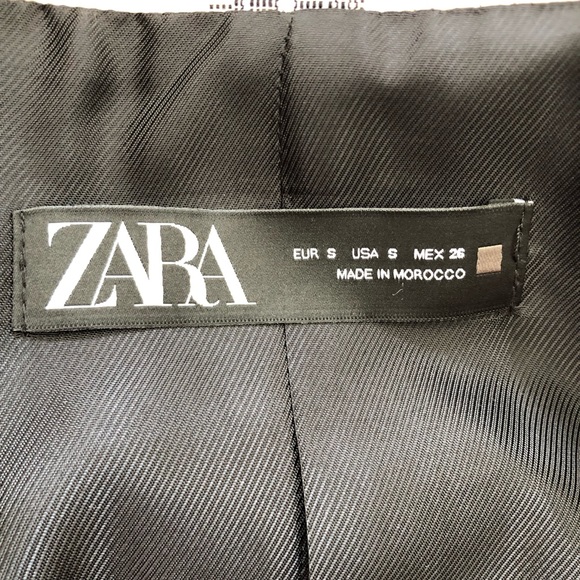 ZARA
EUR S USA S MEX 26
MADE IN MOROCCO